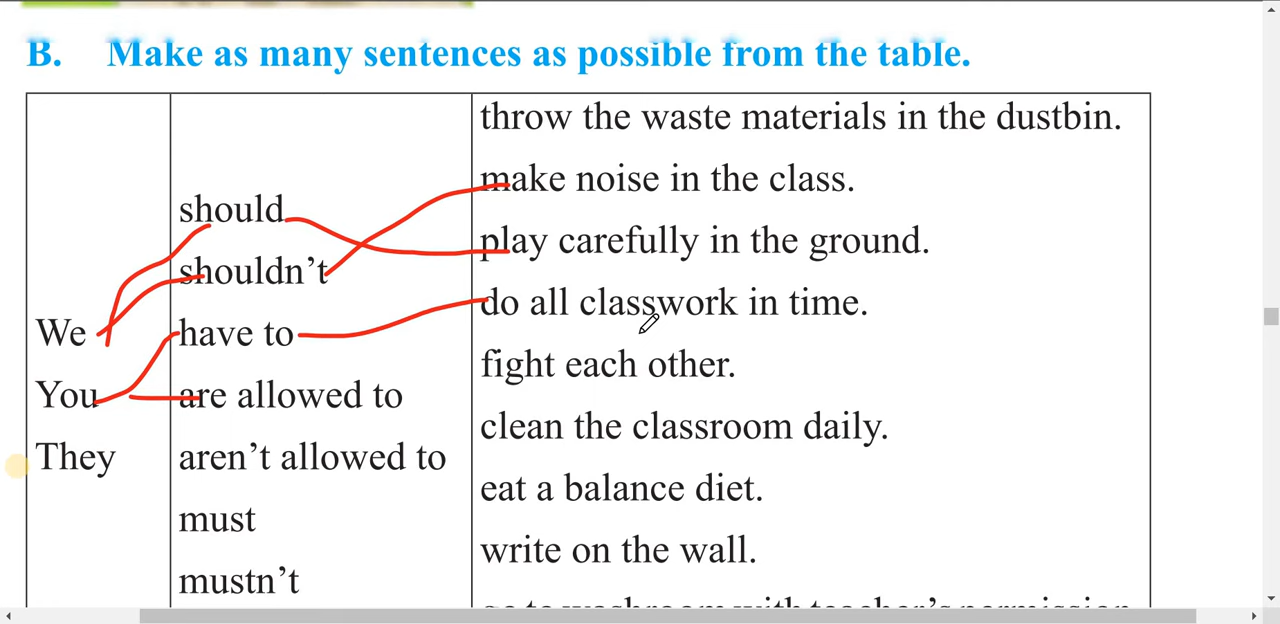 B. Make as many sentences as possible from the table.
throw the waste materials in the dustbin.
make noise in the class.
should
play carefully in the ground.
shouldn't
do all classwork in time.
We
have to
fight each other.
You
are allowed to
clean the classroom daily.
They
aren't allowed to
eat a balance diet.
must
write on the wall.
mustn't